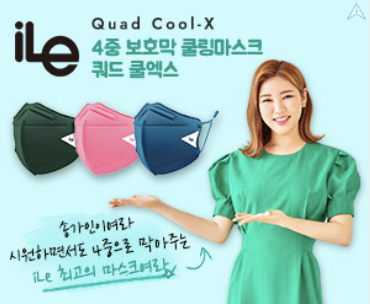 iLe
Quad Cool-X
4중 보호막 쿨링마스크
쿼드 쿨엑스
송가인이어라
시원하면서도 4중으로 막아주는
iLe 최고의 마스크여라